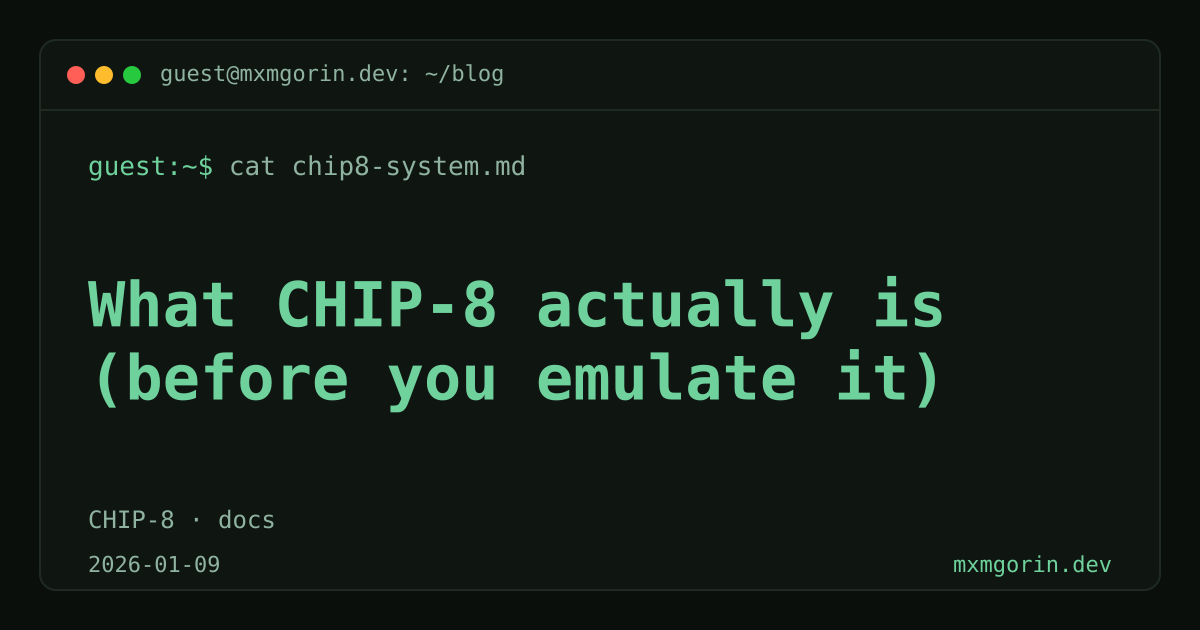 guest@mxmgorin.dev: ~/blog
guest:~$ cat chip8-system.md
What CHIP-8 actually is
(before you emulate it)
CHIP-8 · docs
2026-01-09
mxmgorin.dev